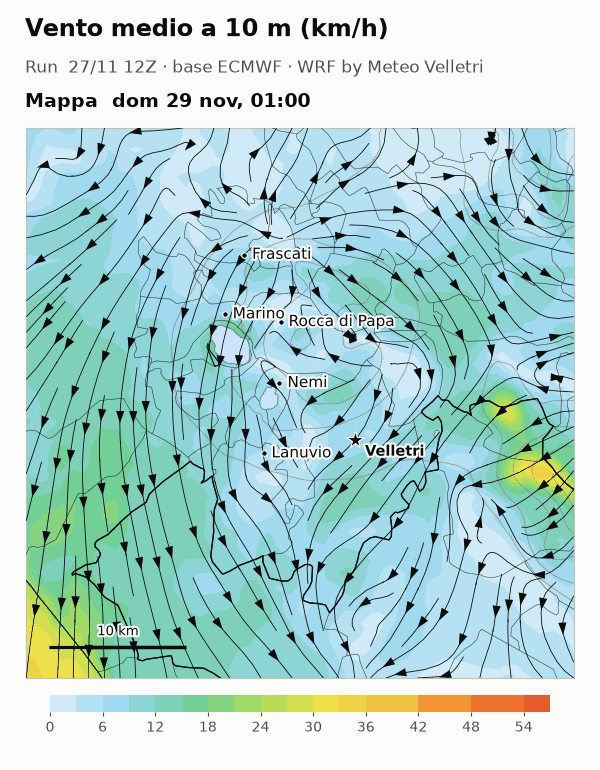 Vento medio a 10 m (km/h)
Run 27/11 12Z · base ECMWF · WRF by Meteo Velletri
Mappa dom 29 nov, 01:00
Frascati
Marino
Rocca di Papa
Nemi
Velletri
Lanuvio
10 km
0 6 12 18 24 30 36 42 48 54